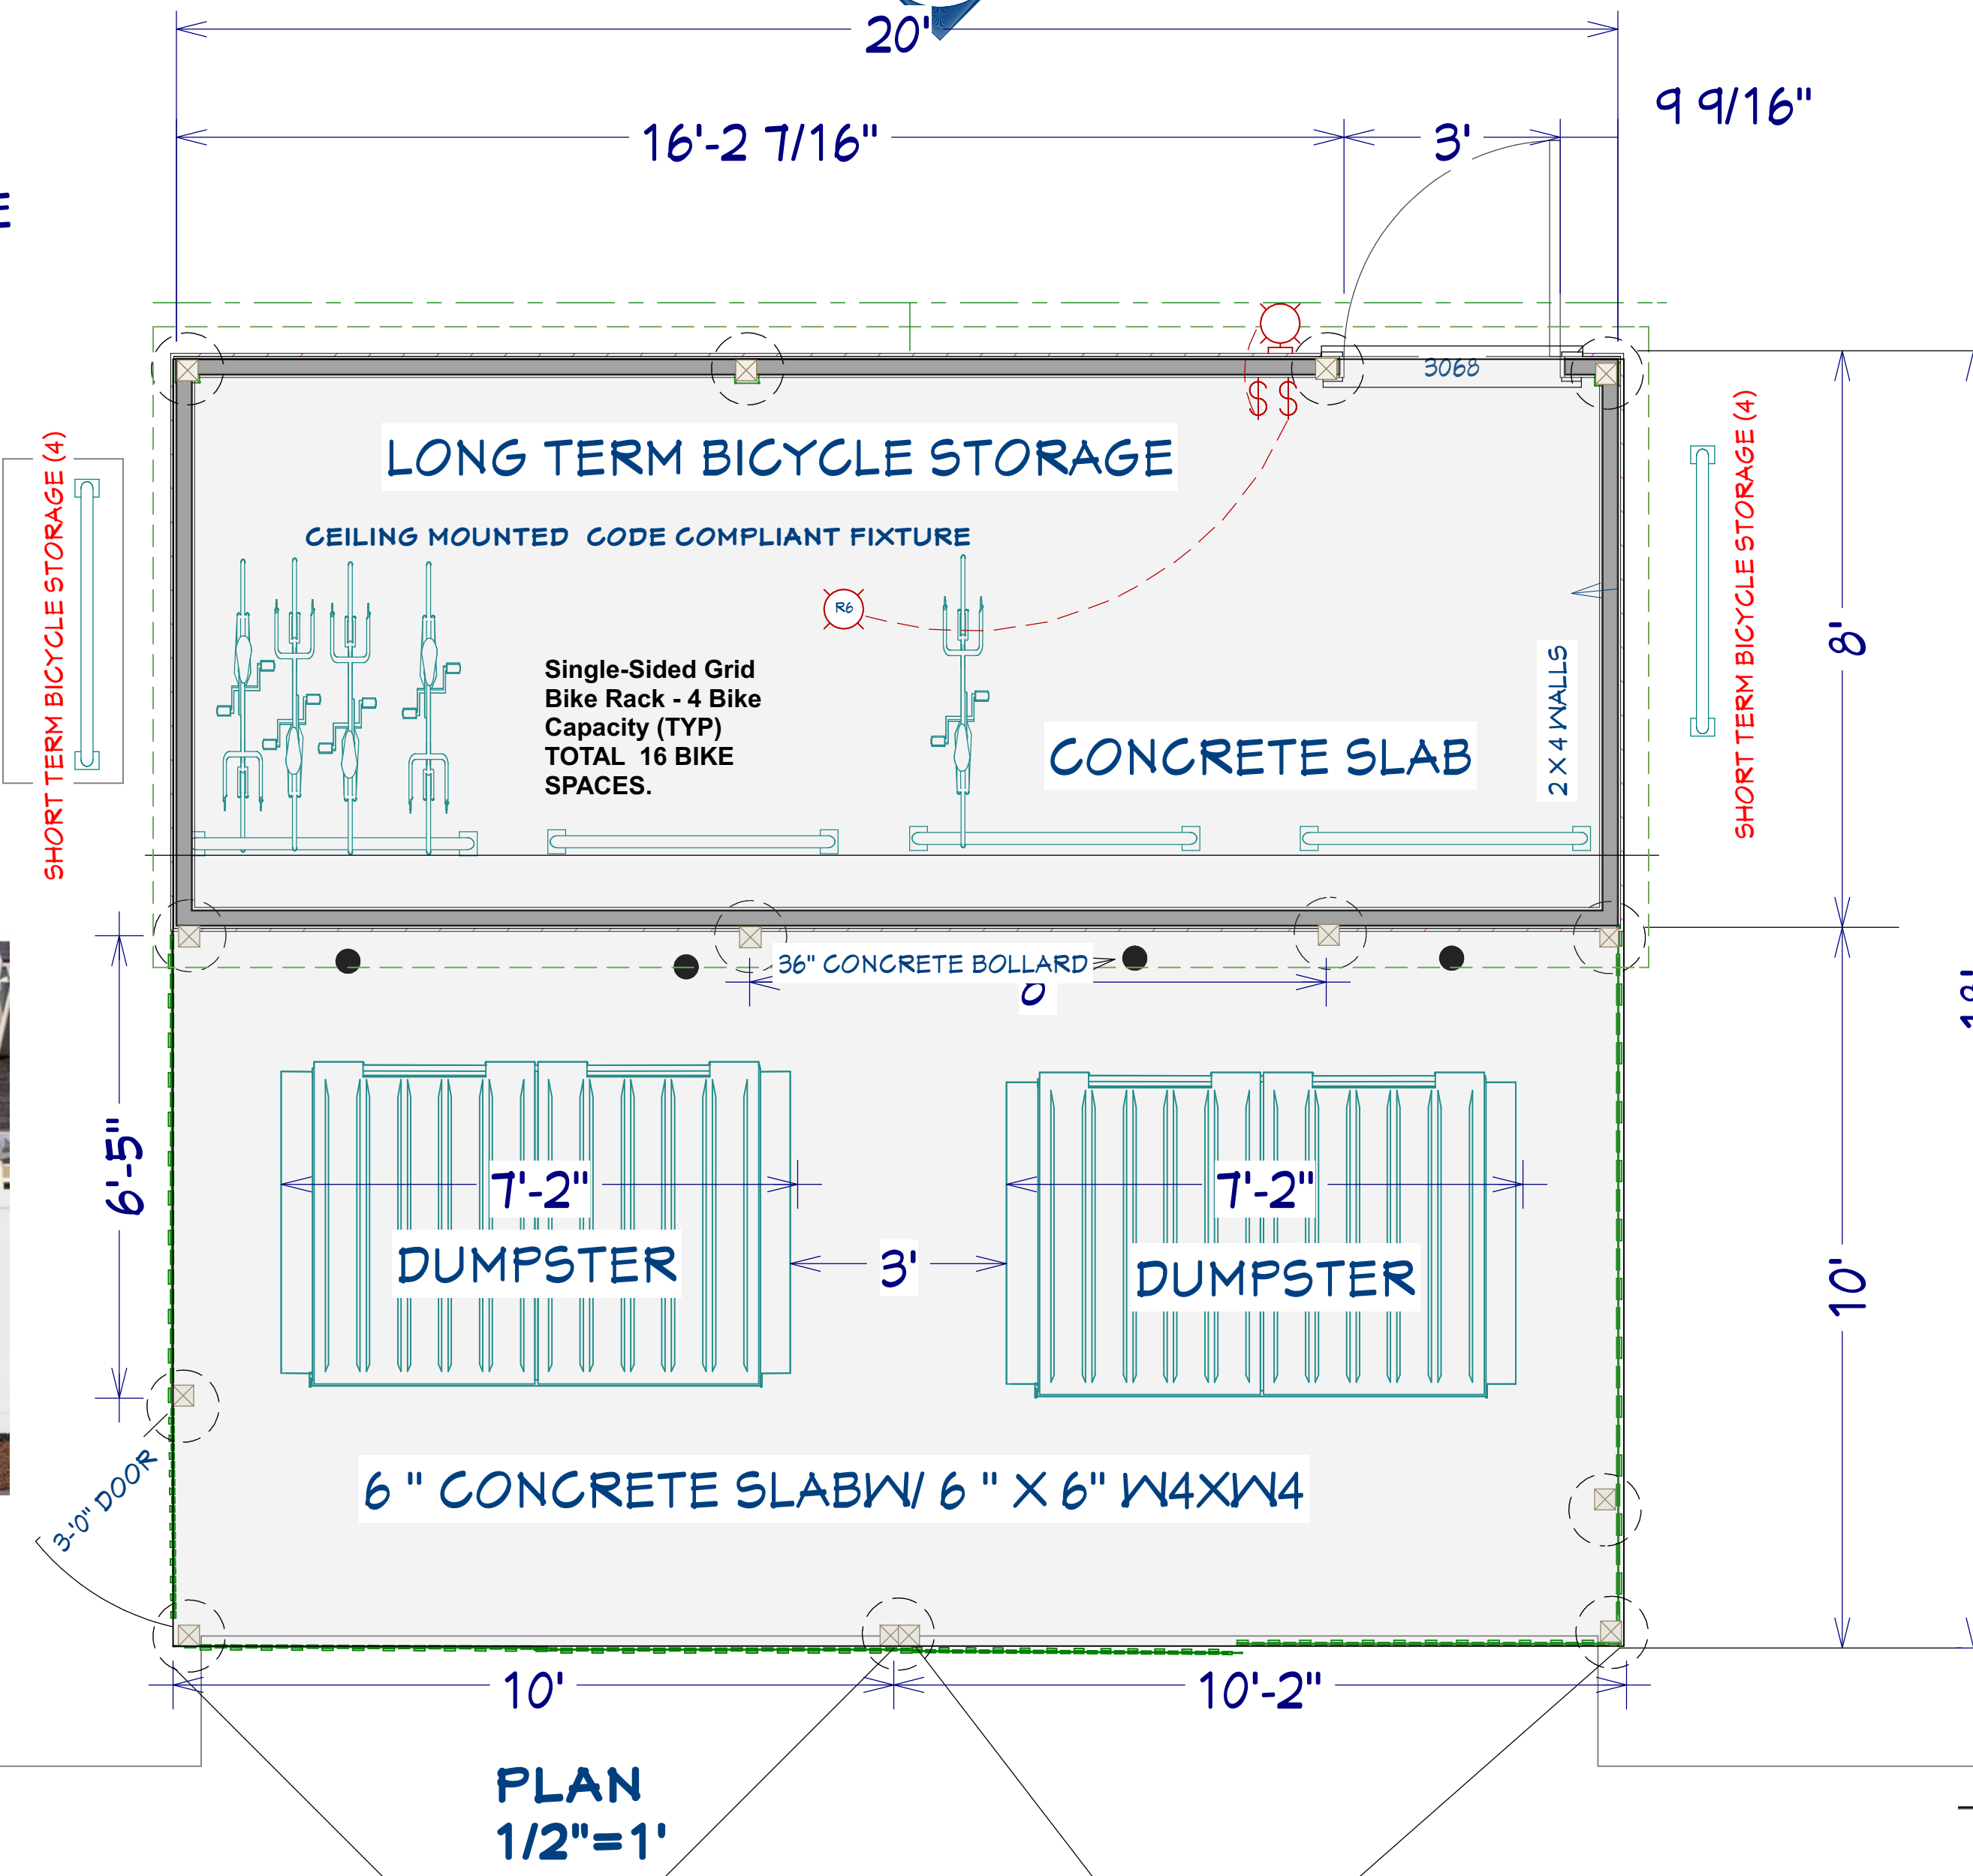 20'
9 9/16"
16'-2 7/16"
3'
3068
$ $
LONG TERM BICYCLE STORAGE
CEILING MOUNTED CODE COMPLIANT FIXTURE
R6
SHORT TERM BICYCLE STORAGE (4)
SHORT TERM BICYCLE STORAGE (4)
8'
Single-Sided Grid
Bike Rack - 4 Bike
Capacity (TYP)
TOTAL 16 BIKE
SPACES.
CONCRETE SLAB
2 X 4 WALLS
36" CONCRETE BOLLARD
6'-5"
7'-2"
7'-2"
DUMPSTER
3'
DUMPSTER
10'
3'-0" DOOR
6 " CONCRETE SLABW/ 6 " X 6" W4XW4
10'
10'-2"
PLAN
1/2"=1'